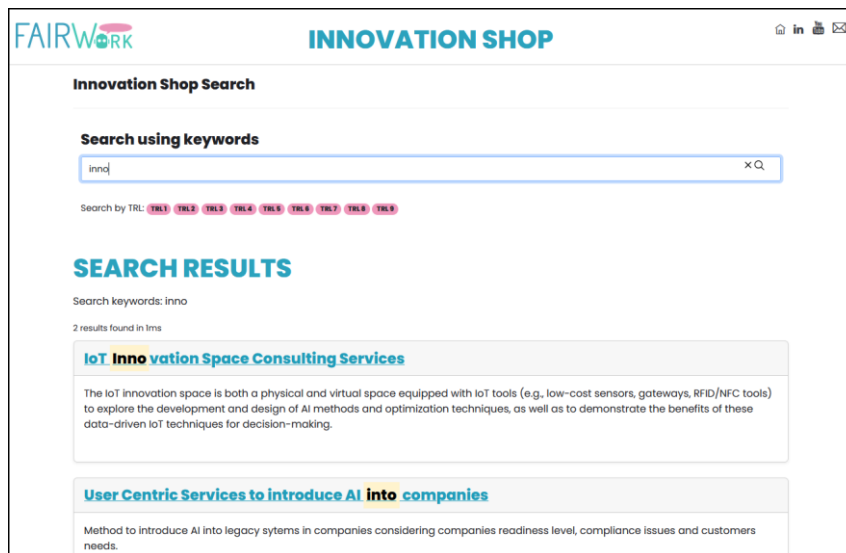 FAIRWORK
INNOVATION SHOP
in
You
Tube
Innovation Shop Search
Search using keywords
inno
Search by TRL: TRL 1 TRL 2 TRL 3 TRL 4 TRL 5 TRL 6 TRL 7 TRL 8 TRL 9
SEARCH RESULTS
Search keywords: inno
2 results found in 1ms
IoT Inno vation Space Consulting Services
The IoT innovation space is both a physical and virtual space equipped with IoT tools (e.g., low-cost sensors, gateways, RFID/NFC tools)
to explore the development and design of AI methods and optimization techniques, as well as to demonstrate the benefits of these
data-driven IoT techniques for decision-making.
User Centric Services to introduce AI into companies
Method to introduce AI into legacy sytems in companies considering companies readiness level, compliance issues and customers
needs.